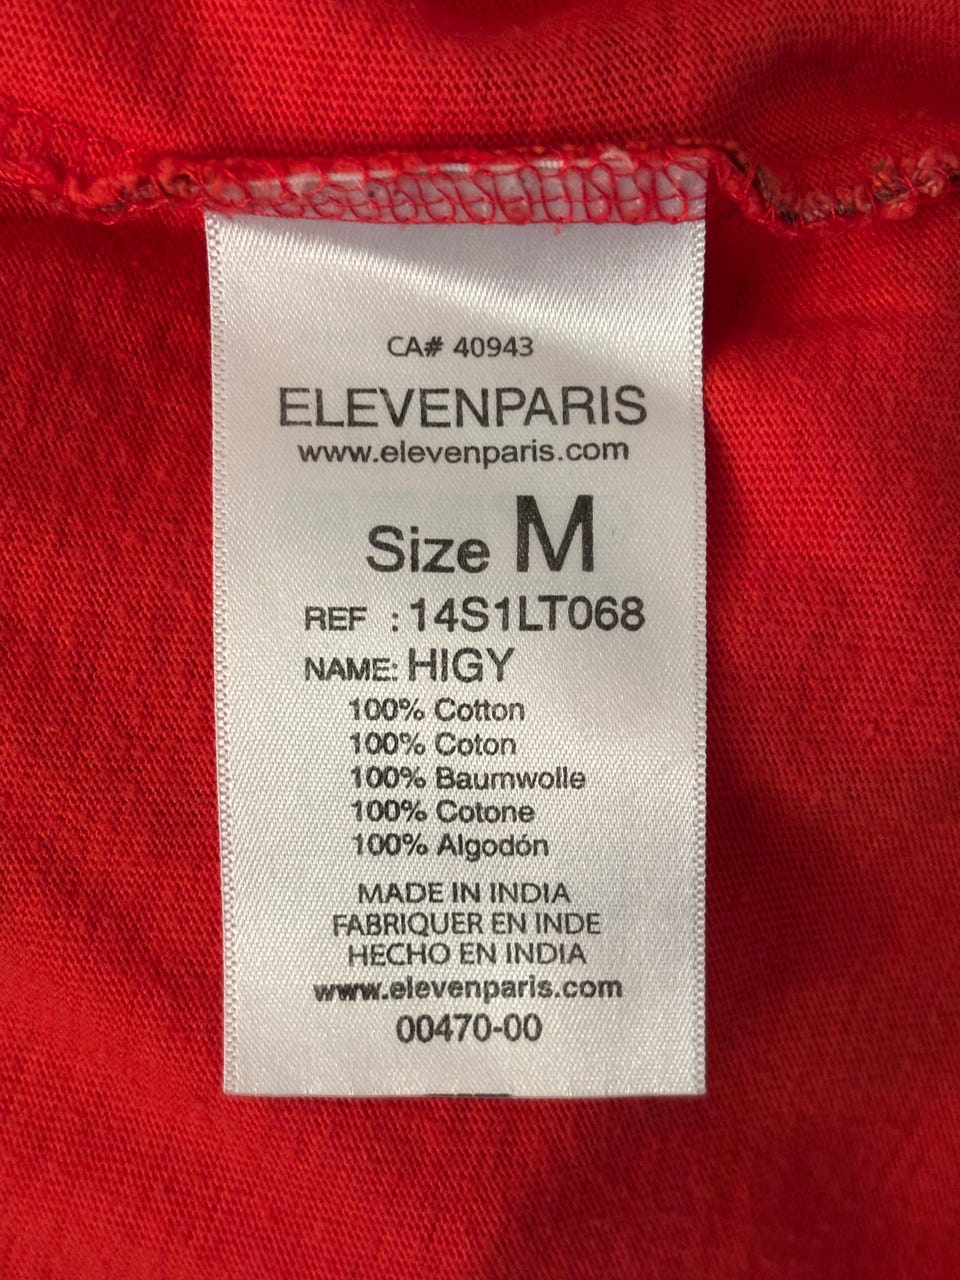 CA# 40943
ELEVENPARIS
www.elevenparis.com
Size M
REF : 14S1LT068
NAME: HIGY
100% Cotton
100% Coton
100% Baumwolle
100% Cotone
100% Algodón
MADE IN INDIA
FABRIQUER EN INDE
HECHO EN INDIA
www.elevenparis.com
00470-00